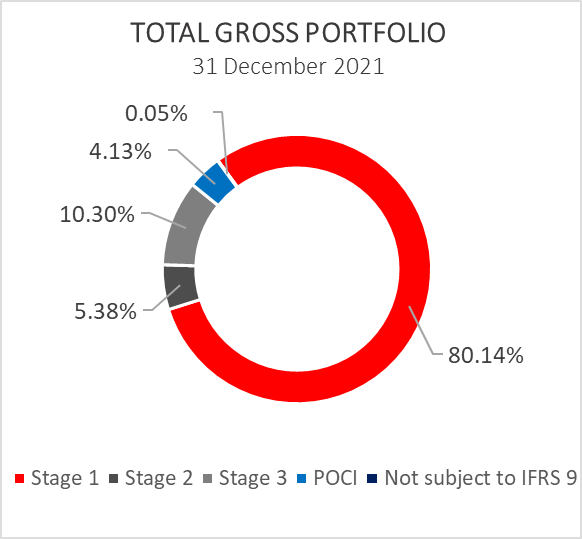 TOTAL GROSS PORTFOLIO
31 December 2021
0.05%
4.13%
10.30%
5.38%
80.14%
Stage 1 Stage 2 Stage 3 POCI Not subject to IFRS 9